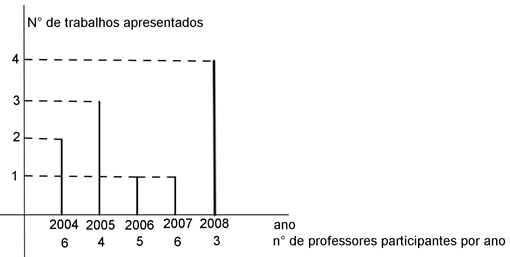 N° de trabalhos apresentados
4
3
2
1
2004 2005 2006 2007 2008 ano
6 4 5 6 3 n° de professores participantes por ano